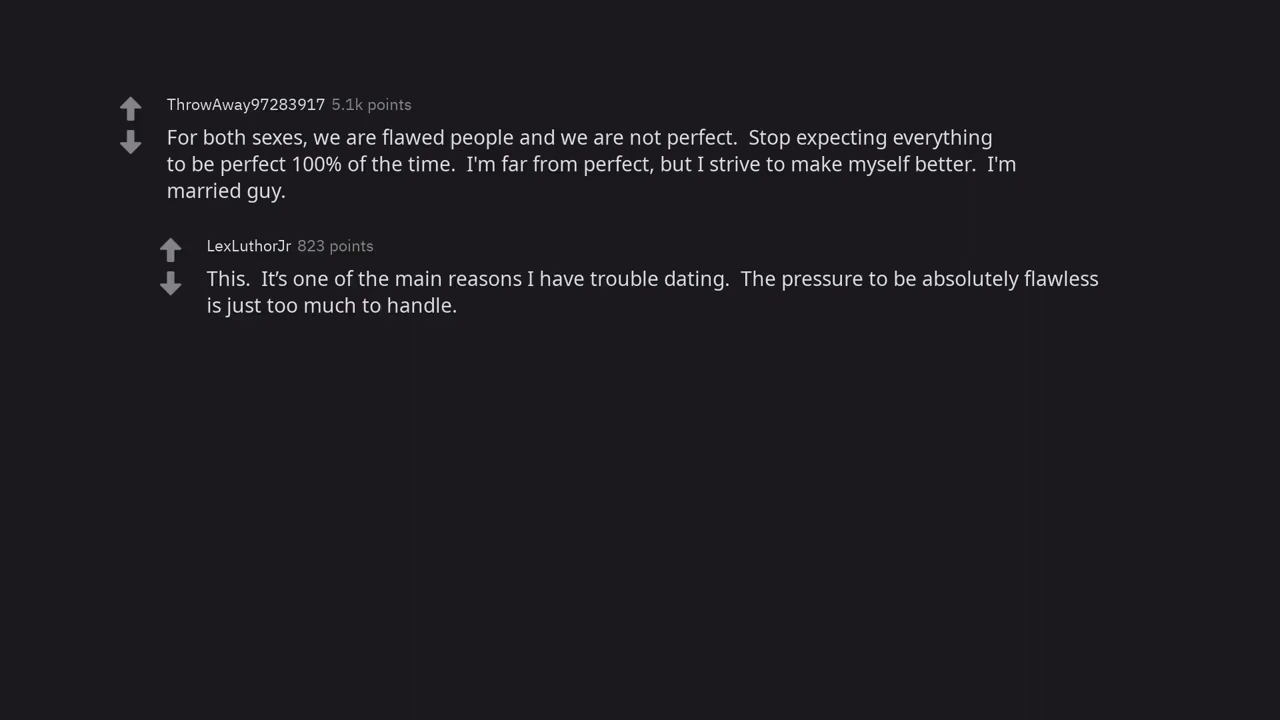 ThrowAway97283917 5.1k points
For both sexes, we are flawed people and we are not perfect.  Stop expecting everything
to be perfect 100% of the time.  I'm far from perfect, but I strive to make myself better.  I'm
married guy.
LexLuthorJr 823 points
This.  It’s one of the main reasons I have trouble dating.  The pressure to be absolutely flawless
is just too much to handle.